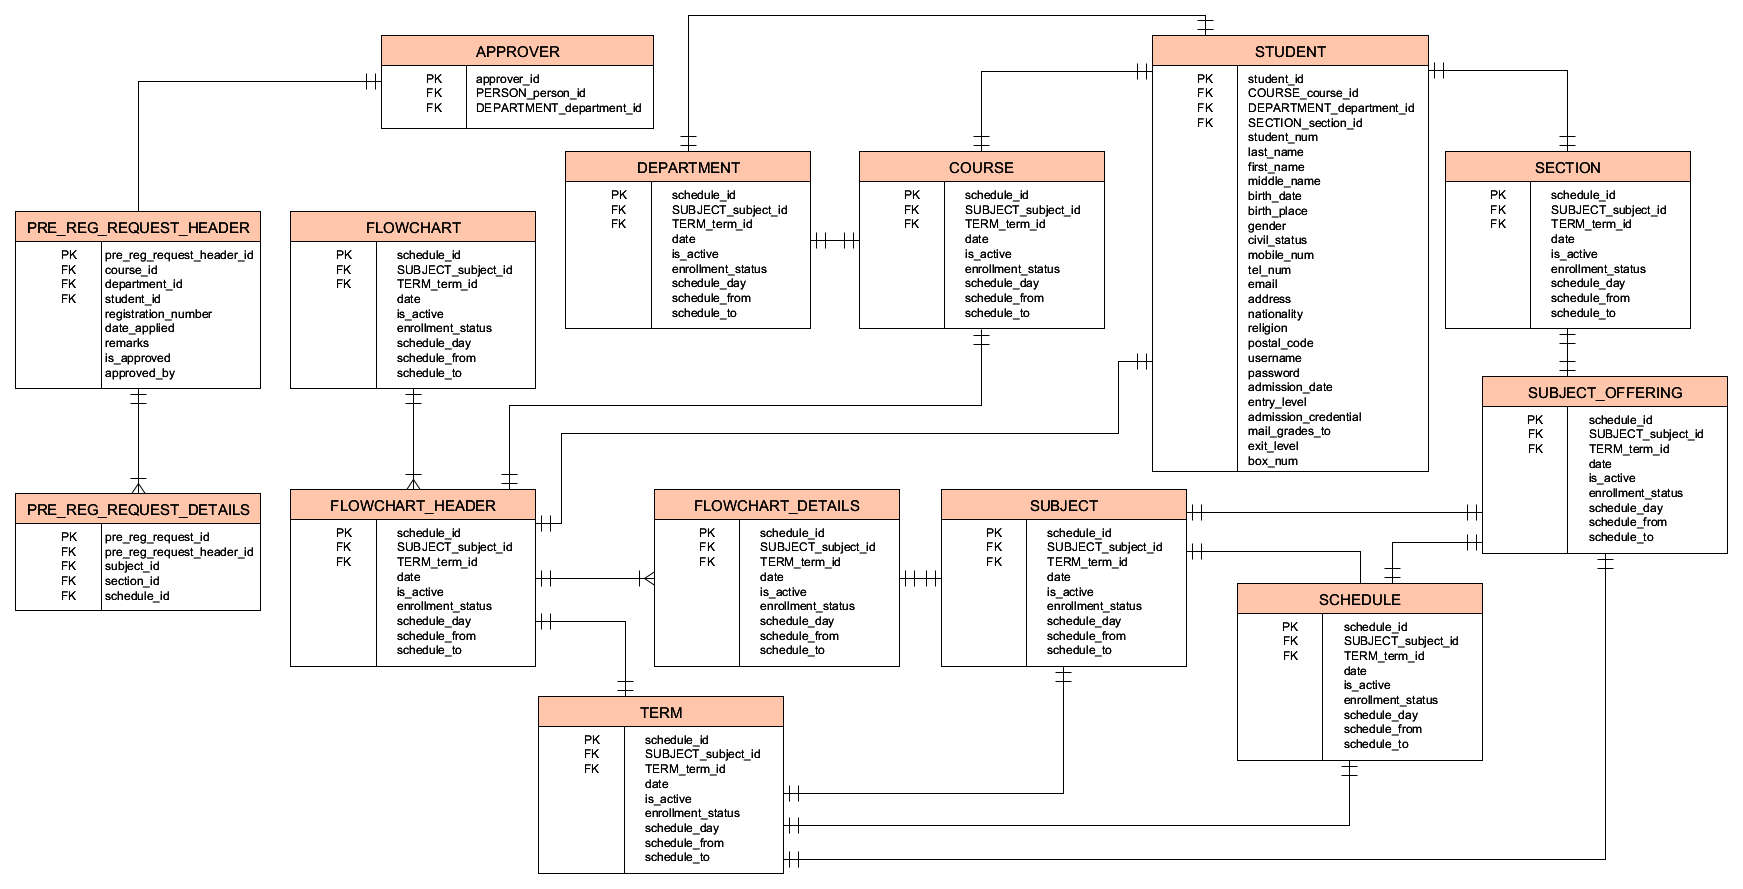 APPROVER
PK approver_id
FK PERSON_person_id
FK DEPARTMENT_department_id
STUDENT
PK student_id
FK COURSE_course_id
FK DEPARTMENT_department_id
FK SECTION_section_id
student_num
last_name
first_name
middle_name
birth_date
birth_place
gender
civil_status
mobile_num
tel_num
email
address
nationality
religion
postal_code
username
password
admission_date
entry_level
admission_credential
mail_grades_to
exit_level
box_num
DEPARTMENT
PK schedule_id
FK SUBJECT_subject_id
FK TERM_term_id
date
is_active
enrollment_status
schedule_day
schedule_from
schedule_to
COURSE
PK schedule_id
FK SUBJECT_subject_id
FK TERM_term_id
date
is_active
enrollment_status
schedule_day
schedule_from
schedule_to
SECTION
PK schedule_id
FK SUBJECT_subject_id
FK TERM_term_id
date
is_active
enrollment_status
schedule_day
schedule_from
schedule_to
PRE_REG_REQUEST_HEADER
PK pre_reg_request_header_id
FK course_id
FK department_id
FK student_id
registration_number
date_applied
remarks
is_approved
approved_by
FLOWCHART
PK schedule_id
FK SUBJECT_subject_id
FK TERM_term_id
date
is_active
enrollment_status
schedule_day
schedule_from
schedule_to
SUBJECT_OFFERING
PK schedule_id
FK SUBJECT_subject_id
FK TERM_term_id
date
is_active
enrollment_status
schedule_day
schedule_from
schedule_to
PRE_REG_REQUEST_DETAILS
PK pre_reg_request_id
FK pre_reg_request_header_id
FK subject_id
FK section_id
FK schedule_id
FLOWCHART_HEADER
PK schedule_id
FK SUBJECT_subject_id
FK TERM_term_id
date
is_active
enrollment_status
schedule_day
schedule_from
schedule_to
FLOWCHART_DETAILS
PK schedule_id
FK SUBJECT_subject_id
FK TERM_term_id
date
is_active
enrollment_status
schedule_day
schedule_from
schedule_to
SUBJECT
PK schedule_id
FK SUBJECT_subject_id
FK TERM_term_id
date
is_active
enrollment_status
schedule_day
schedule_from
schedule_to
SCHEDULE
PK schedule_id
FK SUBJECT_subject_id
FK TERM_term_id
date
is_active
enrollment_status
schedule_day
schedule_from
schedule_to
TERM
PK schedule_id
FK SUBJECT_subject_id
FK TERM_term_id
date
is_active
enrollment_status
schedule_day
schedule_from
schedule_to